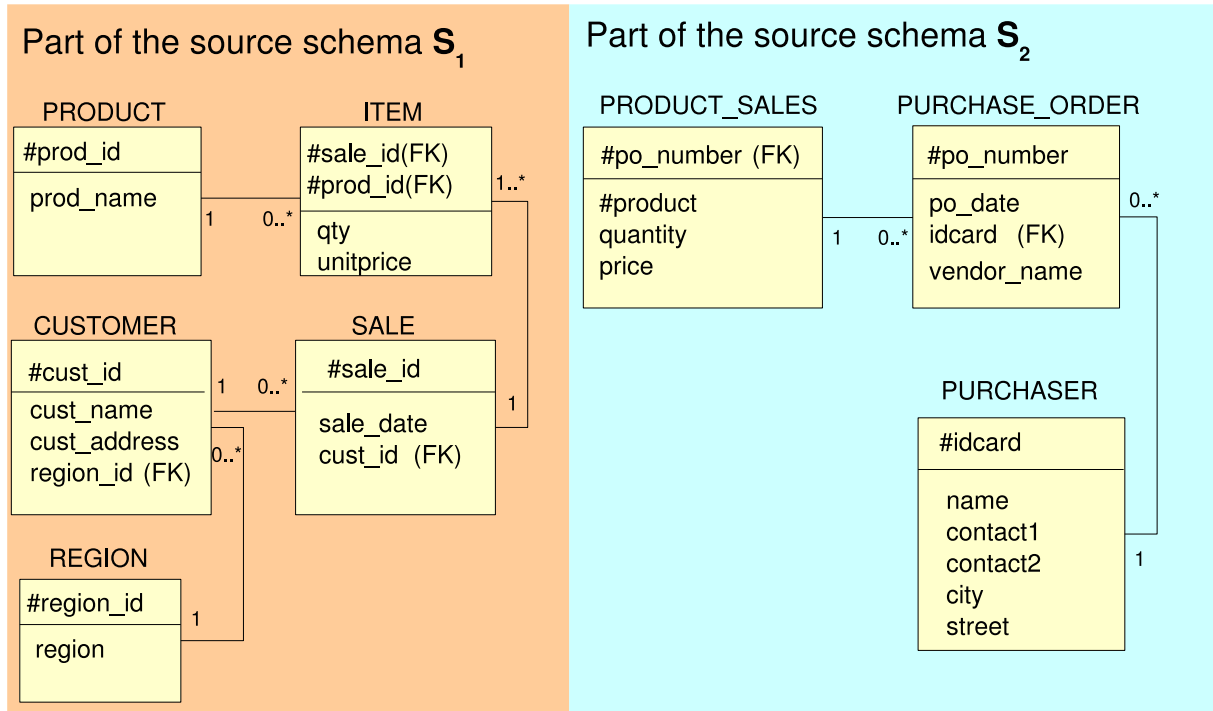 Part of the source schema S1
PRODUCT
#prod_id
prod_name
ITEM
#sale_id(FK)
#prod_id(FK)
qty
unitprice
1
0..*
1..*
CUSTOMER
#cust_id
cust_name
cust_address
region_id (FK)
SALE
#sale_id
sale_date
cust_id (FK)
1
0..*
1
0..*
REGION
#region_id
region
1
Part of the source schema S2
PRODUCT_SALES
#po_number (FK)
#product
quantity
price
PURCHASE_ORDER
#po_number
po_date
idcard (FK)
vendor_name
1
0..*
0..*
PURCHASER
#idcard
name
contact1
contact2
city
street
1